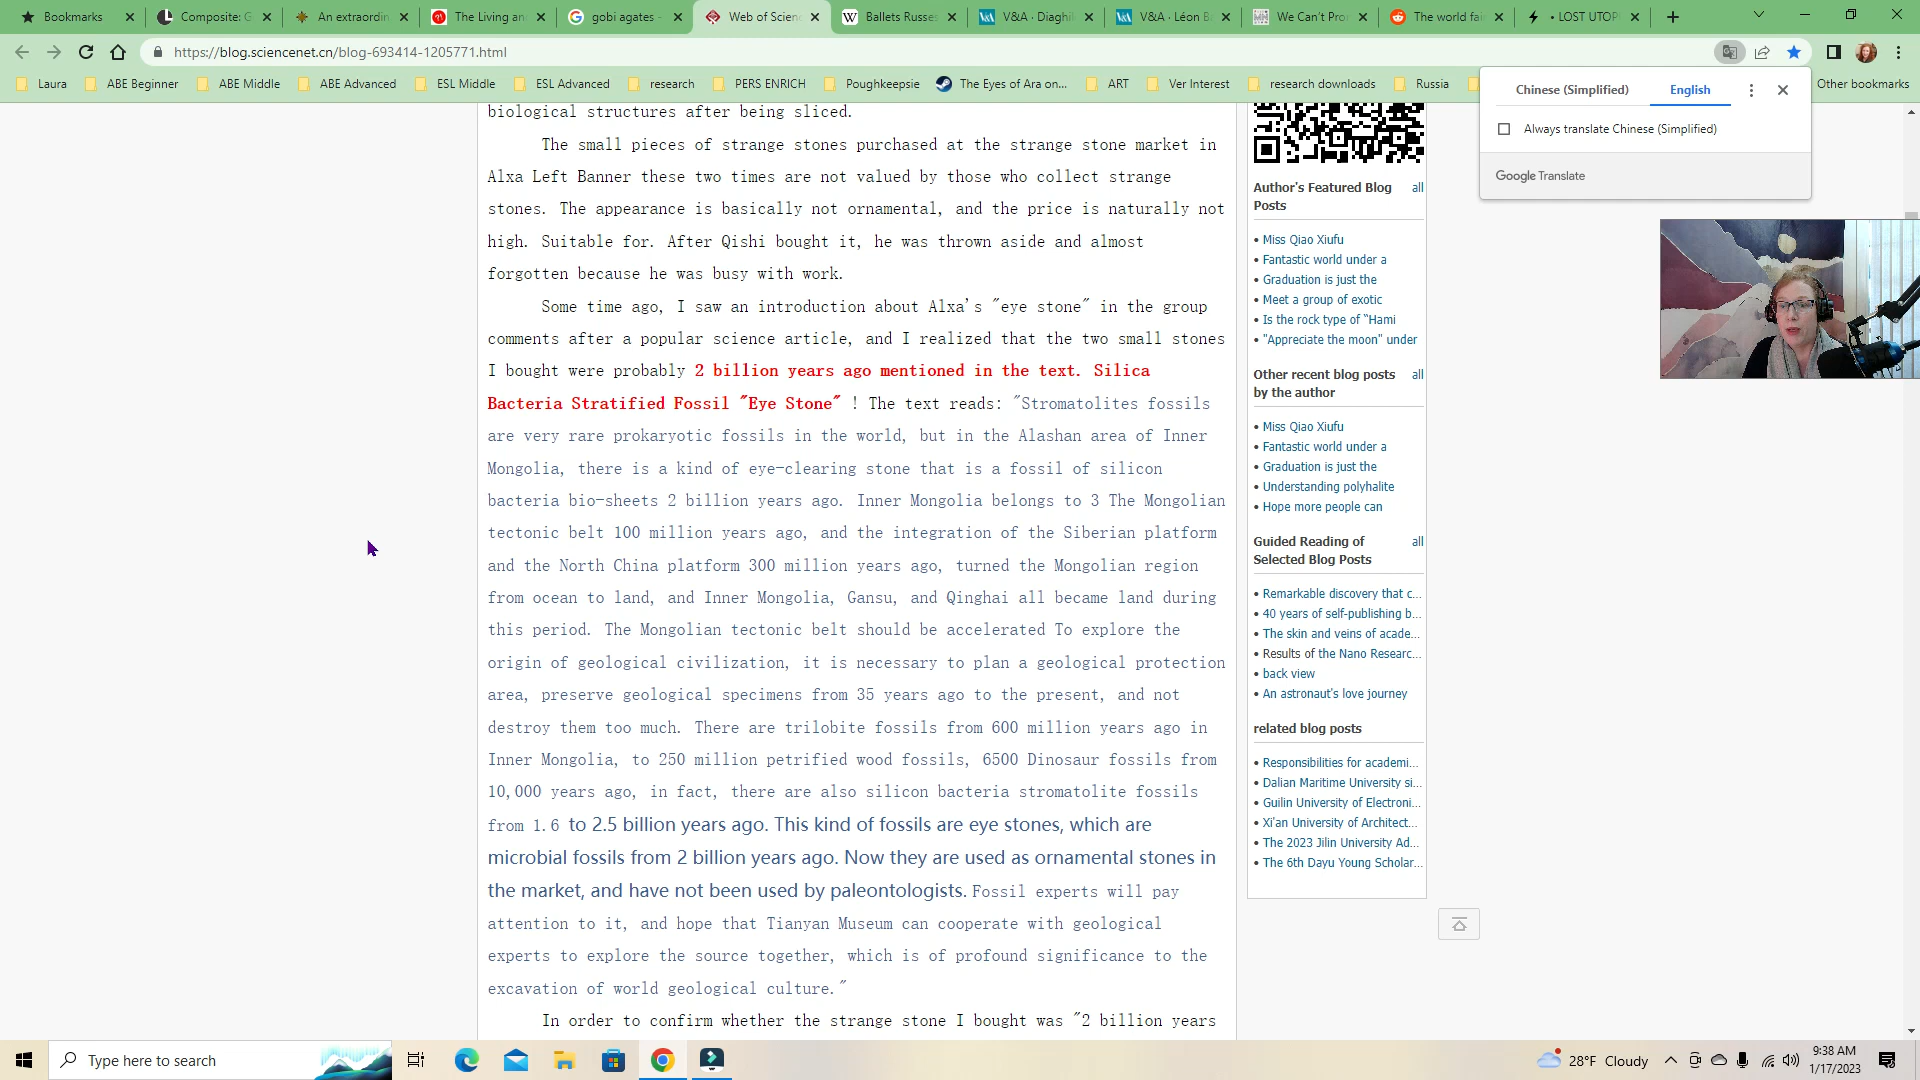 Bookmarks
Composite: G
An extraordin
The Living an
gobi agates -
Web of Scienc
Ballets Russes
V&A · Diaghil
V&A · Léon B
We Can't Pro
The world fai
• LOST UTOP
https://blog.sciencenet.cn/blog-693414-1205771.html
Laura
ABE Beginner
ABE Middle
ABE Advanced
ESL Middle
ESL Advanced
research
PERS ENRICH
Poughkeepsie
The Eyes of Ara on...
ART
Ver Interest
research downloads
Russia
Other bookmarks
Chinese (Simplified)
English
Always translate Chinese (Simplified)
Google Translate
biological structures after being sliced.
The small pieces of strange stones purchased at the strange stone market in
Alxa Left Banner these two times are not valued by those who collect strange
stones. The appearance is basically not ornamental, and the price is naturally not
high. Suitable for. After Qishi bought it, he was thrown aside and almost
forgotten because he was busy with work.
Some time ago, I saw an introduction about Alxa's "eye stone" in the group
comments after a popular science article, and I realized that the two small stones
I bought were probably 2 billion years ago mentioned in the text. Silica
Bacteria Stratified Fossil "Eye Stone" ! The text reads: "Stromatolites fossils
are very rare prokaryotic fossils in the world, but in the Alashan area of Inner
Mongolia, there is a kind of eye-clearing stone that is a fossil of silicon
bacteria bio-sheets 2 billion years ago. Inner Mongolia belongs to 3 The Mongolian
tectonic belt 100 million years ago, and the integration of the Siberian platform
and the North China platform 300 million years ago, turned the Mongolian region
from ocean to land, and Inner Mongolia, Gansu, and Qinghai all became land during
this period. The Mongolian tectonic belt should be accelerated To explore the
origin of geological civilization, it is necessary to plan a geological protection
area, preserve geological specimens from 35 years ago to the present, and not
destroy them too much. There are trilobite fossils from 600 million years ago in
Inner Mongolia, to 250 million petrified wood fossils, 6500 Dinosaur fossils from
10,000 years ago, in fact, there are also silicon bacteria stromatolite fossils
from 1.6 to 2.5 billion years ago. This kind of fossils are eye stones, which are
microbial fossils from 2 billion years ago. Now they are used as ornamental stones in
the market, and have not been used by paleontologists. Fossil experts will pay
attention to it, and hope that Tianyan Museum can cooperate with geological
experts to explore the source together, which is of profound significance to the
excavation of world geological culture."
In order to confirm whether the strange stone I bought was "2 billion years
Author's Featured Blog
Posts
all
• Miss Qiao Xiufu
• Fantastic world under a
• Graduation is just the
• Meet a group of exotic
• Is the rock type of "Hami
• "Appreciate the moon" under
Other recent blog posts
by the author
all
• Miss Qiao Xiufu
• Fantastic world under a
• Graduation is just the
• Understanding polyhalite
• Hope more people can
Guided Reading of
Selected Blog Posts
all
• Remarkable discovery that c...
• 40 years of self-publishing b...
• The skin and veins of acade...
• Results of the Nano Researc...
• back view
• An astronaut's love journey
related blog posts
• Responsibilities for academi...
• Dalian Maritime University si...
• Guilin University of Electroni...
• Xi'an University of Architect...
• The 2023 Jilin University Ad...
• The 6th Dayu Young Scholar...
Type here to search
28°F Cloudy
9:38 AM
1/17/2023